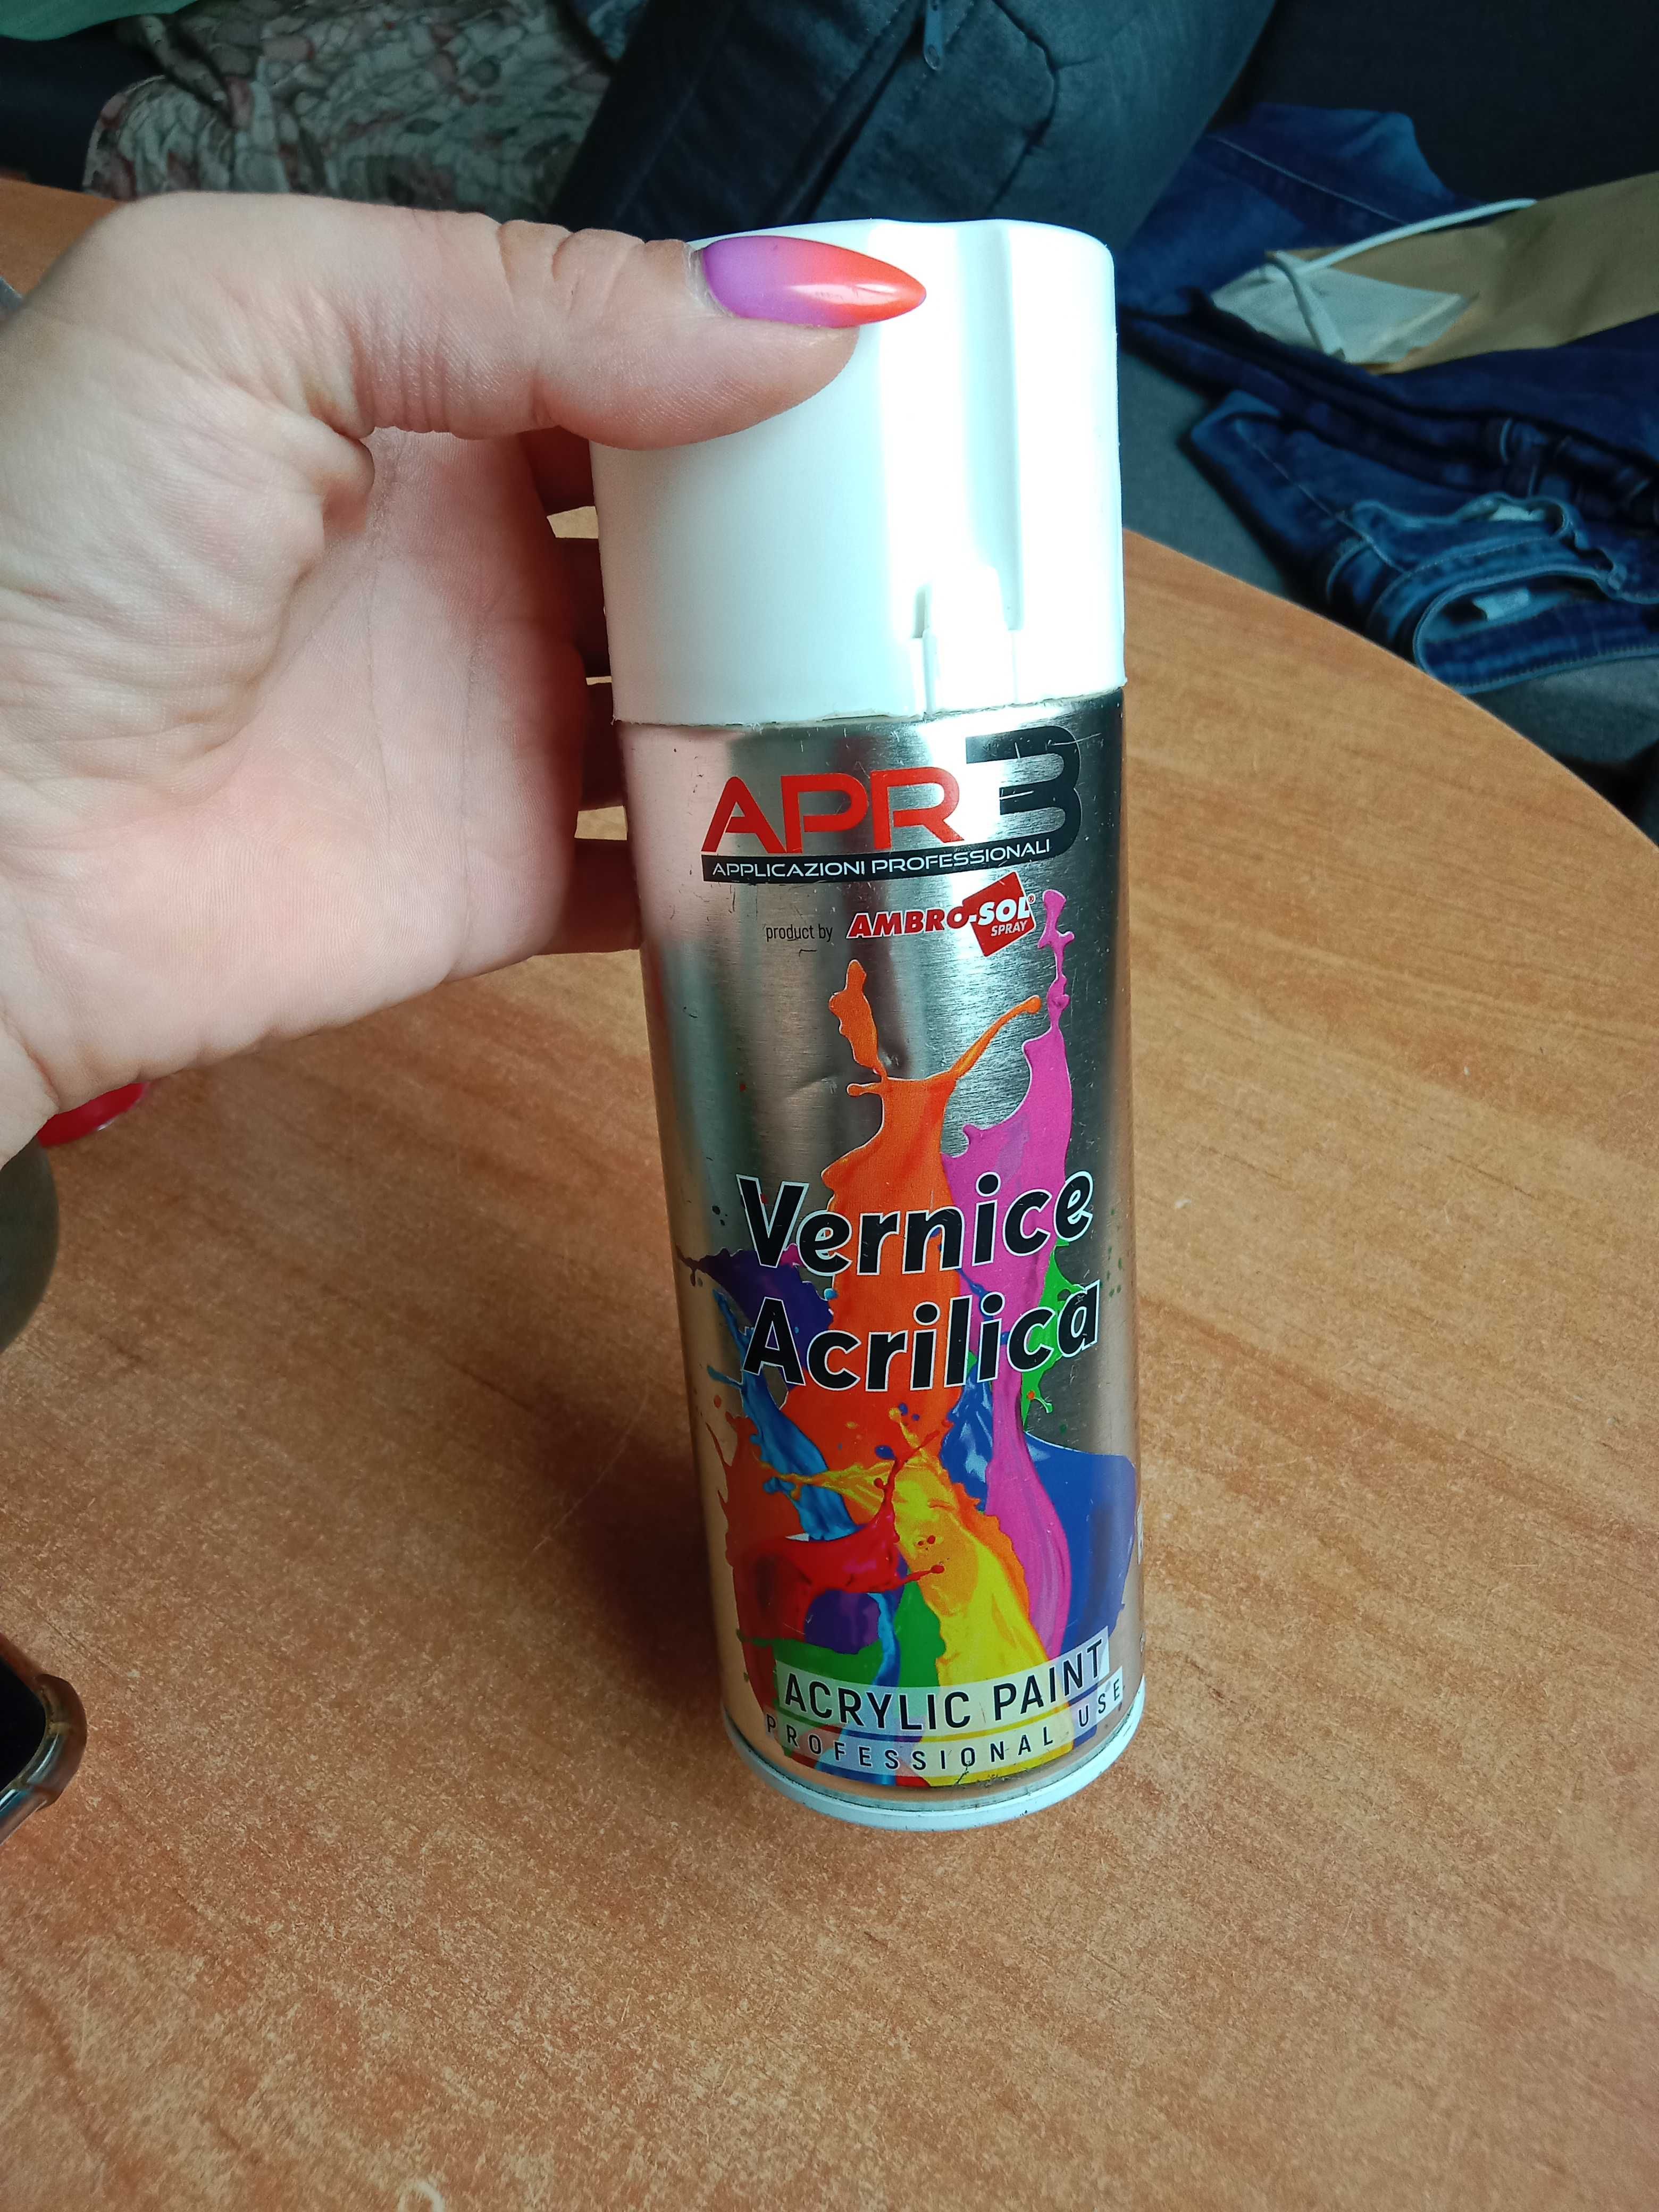 APR3
APPLICAZIONI PROFESSIONALI
product by AMBRO-SOL®
SPRAY
Vernice
Acrilica
ACRYLIC PAINT
PROFESSIONAL USE